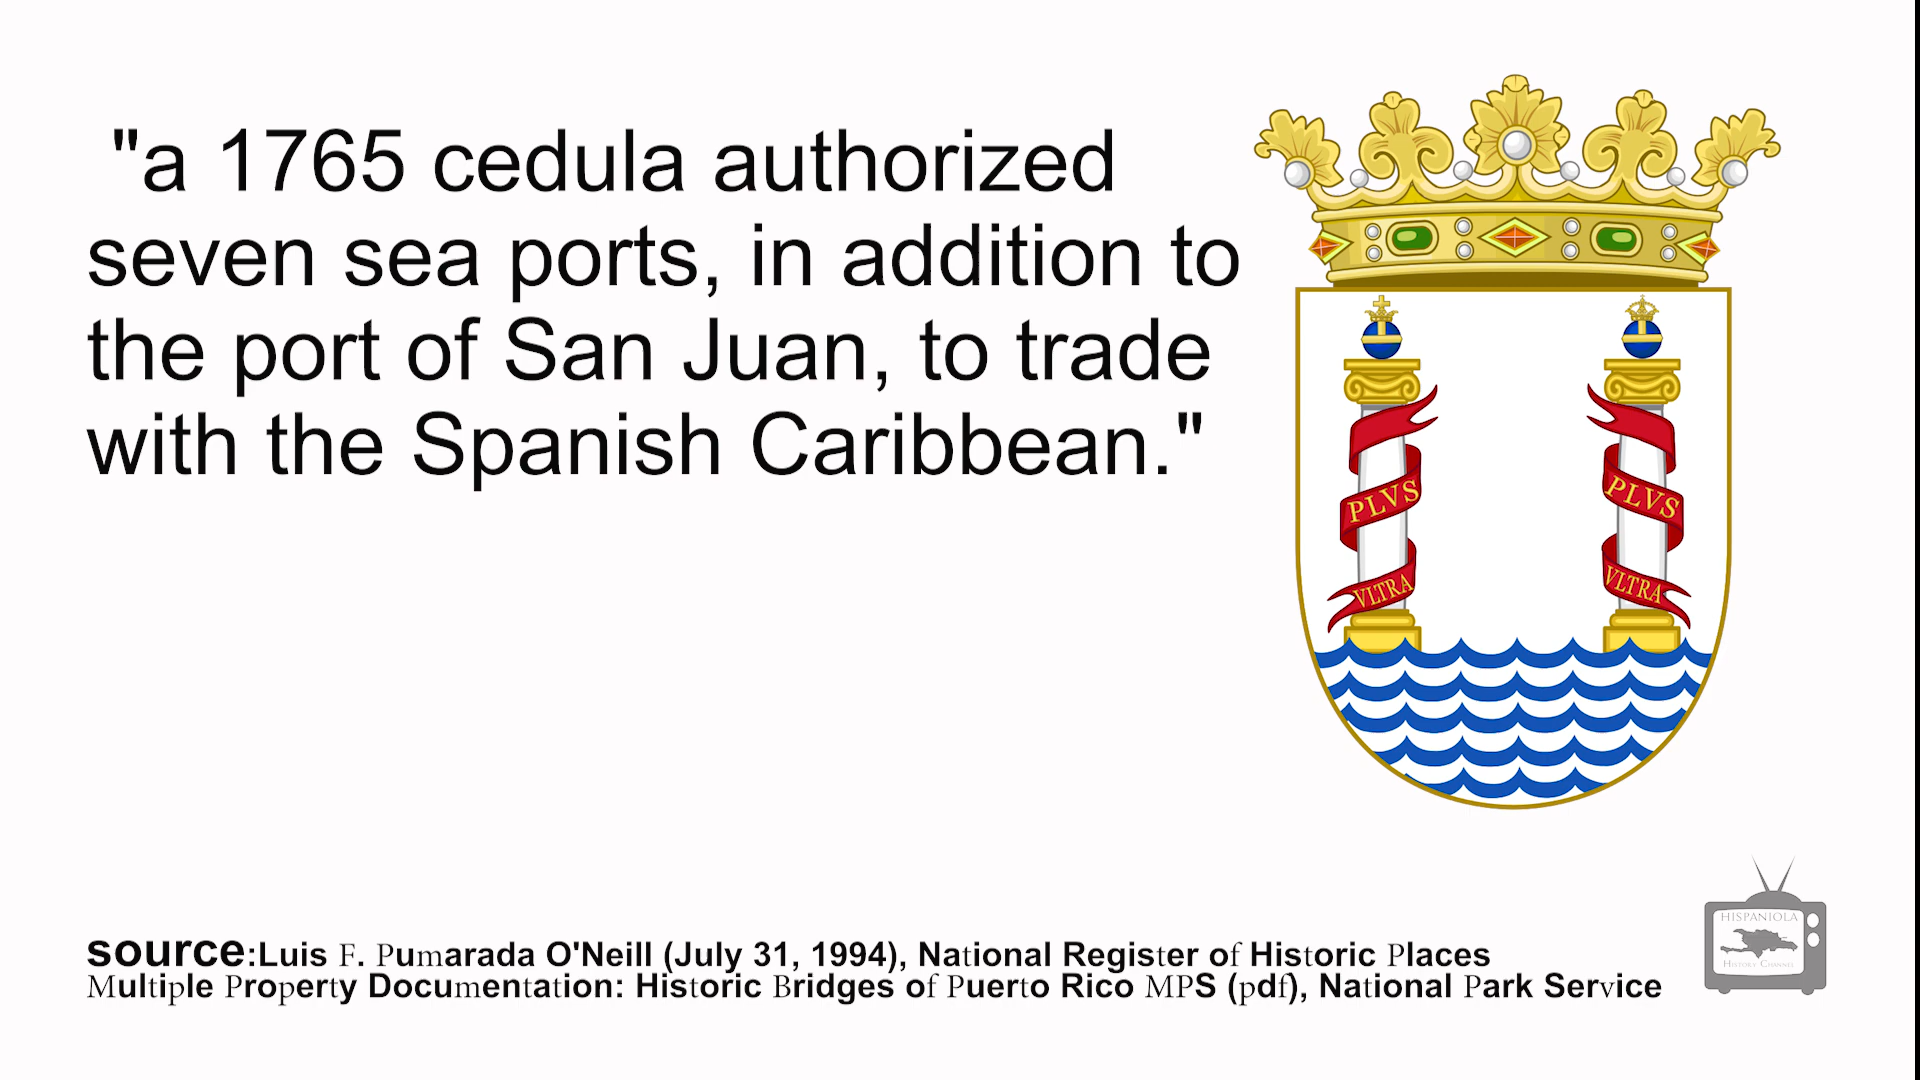 "a 1765 cedula authorized
seven sea ports, in addition to
the port of San Juan, to trade
with the Spanish Caribbean."
PLVS
PLVS
VLTRA
VLTRA
source:Luis F. Pumarada O'Neill (July 31, 1994), National Register of Historic Places
Multiple Property Documentation: Historic Bridges of Puerto Rico MPS (pdf), National Park Service
HISPANIOLA
HISTORY CHANNEL